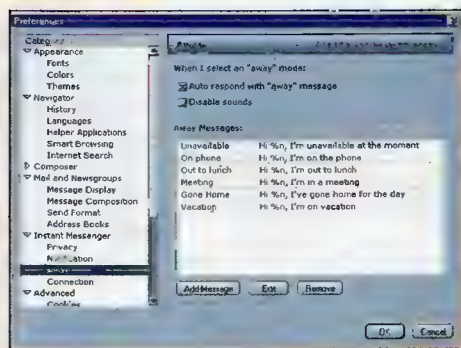 Preferences
Appearance
Fonts
Colors
Themes
Navigator
History
Languages
Helper Applications
Smart Browsing
Internet Search
Composer
Mail and Newsgroups
Message Display
Message Composition
Send Format
Address Books
Instant Messenger
Privacy
Connection
Advanced
Cookies
Away
When I select an "away" mode:
Auto respond with "away" message
Disable sounds
Away Messages:
Unavailable Hi %n, I'm unavailable at the moment
On phone Hi %n, I'm on the phone
Out to lunch Hi %n, I'm out to lunch
Meeting Hi %n, I'm in a meeting
Gone Home Hi %n, I've gone home for the day
Vacation Hi %n, I'm on vacation
Add Message Edit Remove
OK Cancel